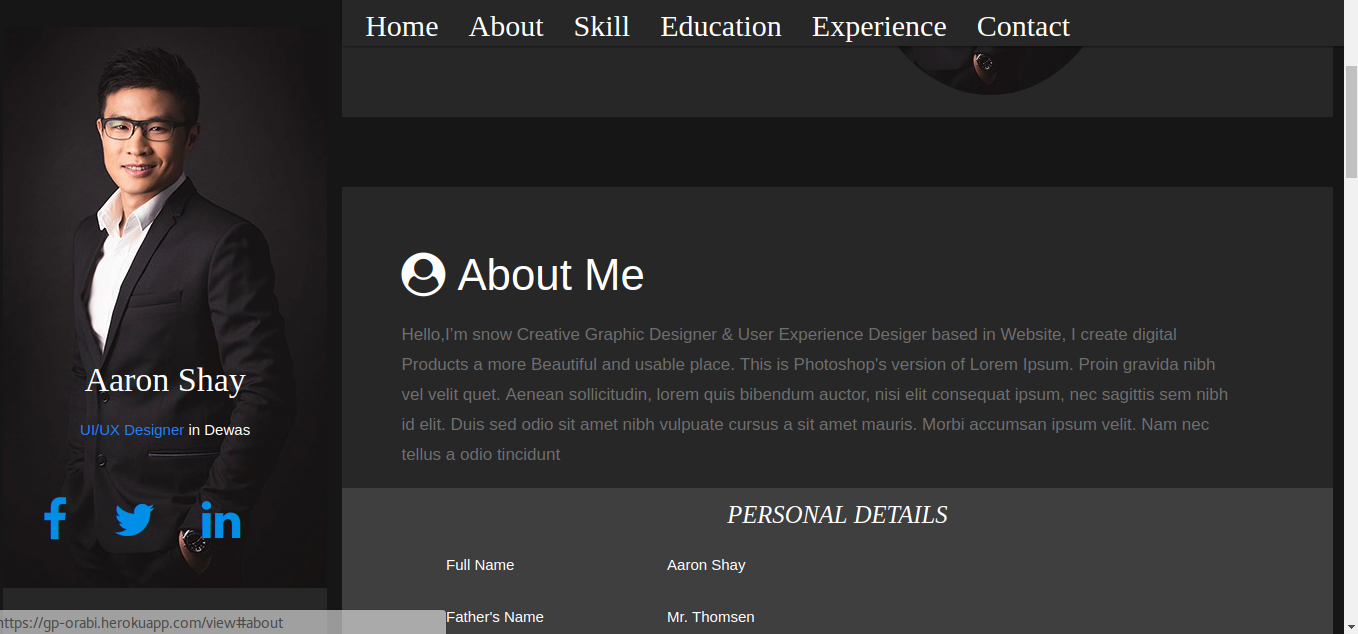 Home About Skill Education Experience Contact
Aaron Shay
UI/UX Designer in Dewas
About Me
Hello,I'm snow Creative Graphic Designer & User Experience Desiger based in Website, I create digital
Products a more Beautiful and usable place. This is Photoshop's version of Lorem Ipsum. Proin gravida nibh
vel velit quet. Aenean sollicitudin, lorem quis bibendum auctor, nisi elit consequat ipsum, nec sagittis sem nibh
id elit. Duis sed odio sit amet nibh vulpuate cursus a sit amet mauris. Morbi accumsan ipsum velit. Nam nec
tellus a odio tincidunt
PERSONAL DETAILS
Full Name Aaron Shay
Father's Name Mr. Thomsen
https://gp-orabi.herokuapp.com/view#about